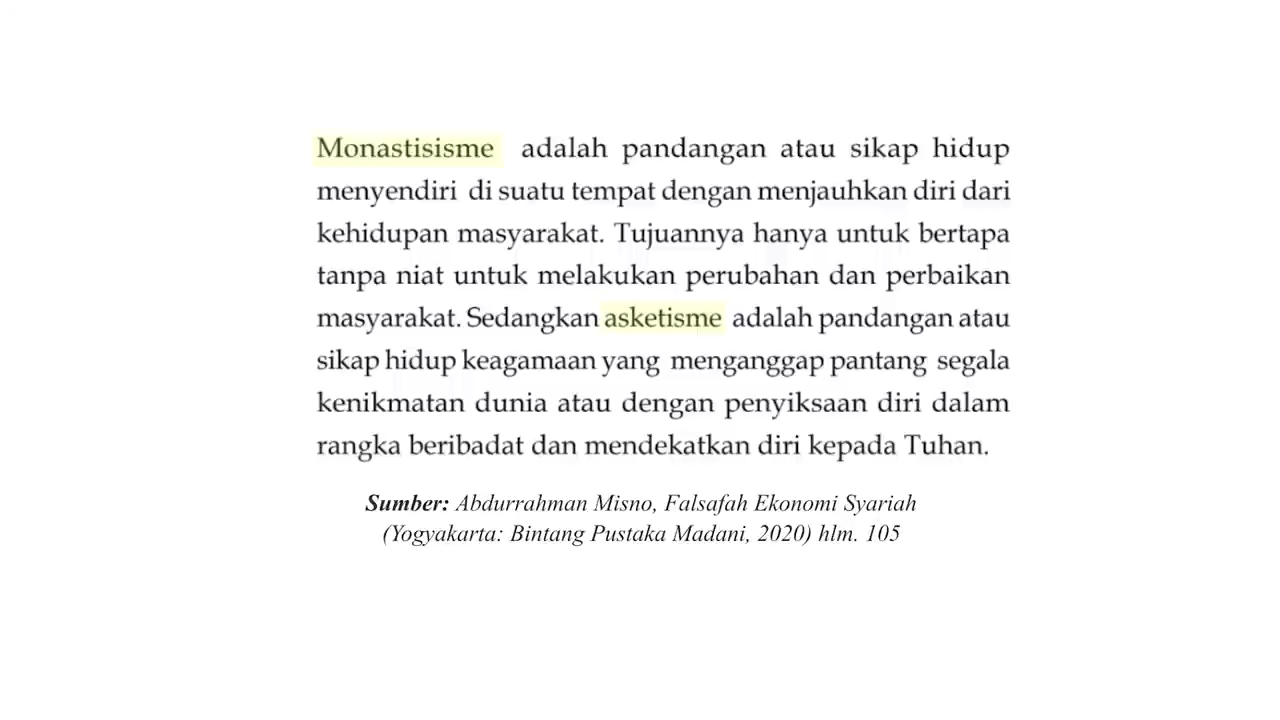 Monastisisme adalah pandangan atau sikap hidup
menyendiri di suatu tempat dengan menjauhkan diri dari
kehidupan masyarakat. Tujuannya hanya untuk bertapa
tanpa niat untuk melakukan perubahan dan perbaikan
masyarakat. Sedangkan asketisme adalah pandangan atau
sikap hidup keagamaan yang menganggap pantang segala
kenikmatan dunia atau dengan penyiksaan diri dalam
rangka beribadat dan mendekatkan diri kepada Tuhan.
Sumber: Abdurrahman Misno, Falsafah Ekonomi Syariah
(Yogyakarta: Bintang Pustaka Madani, 2020) hlm. 105